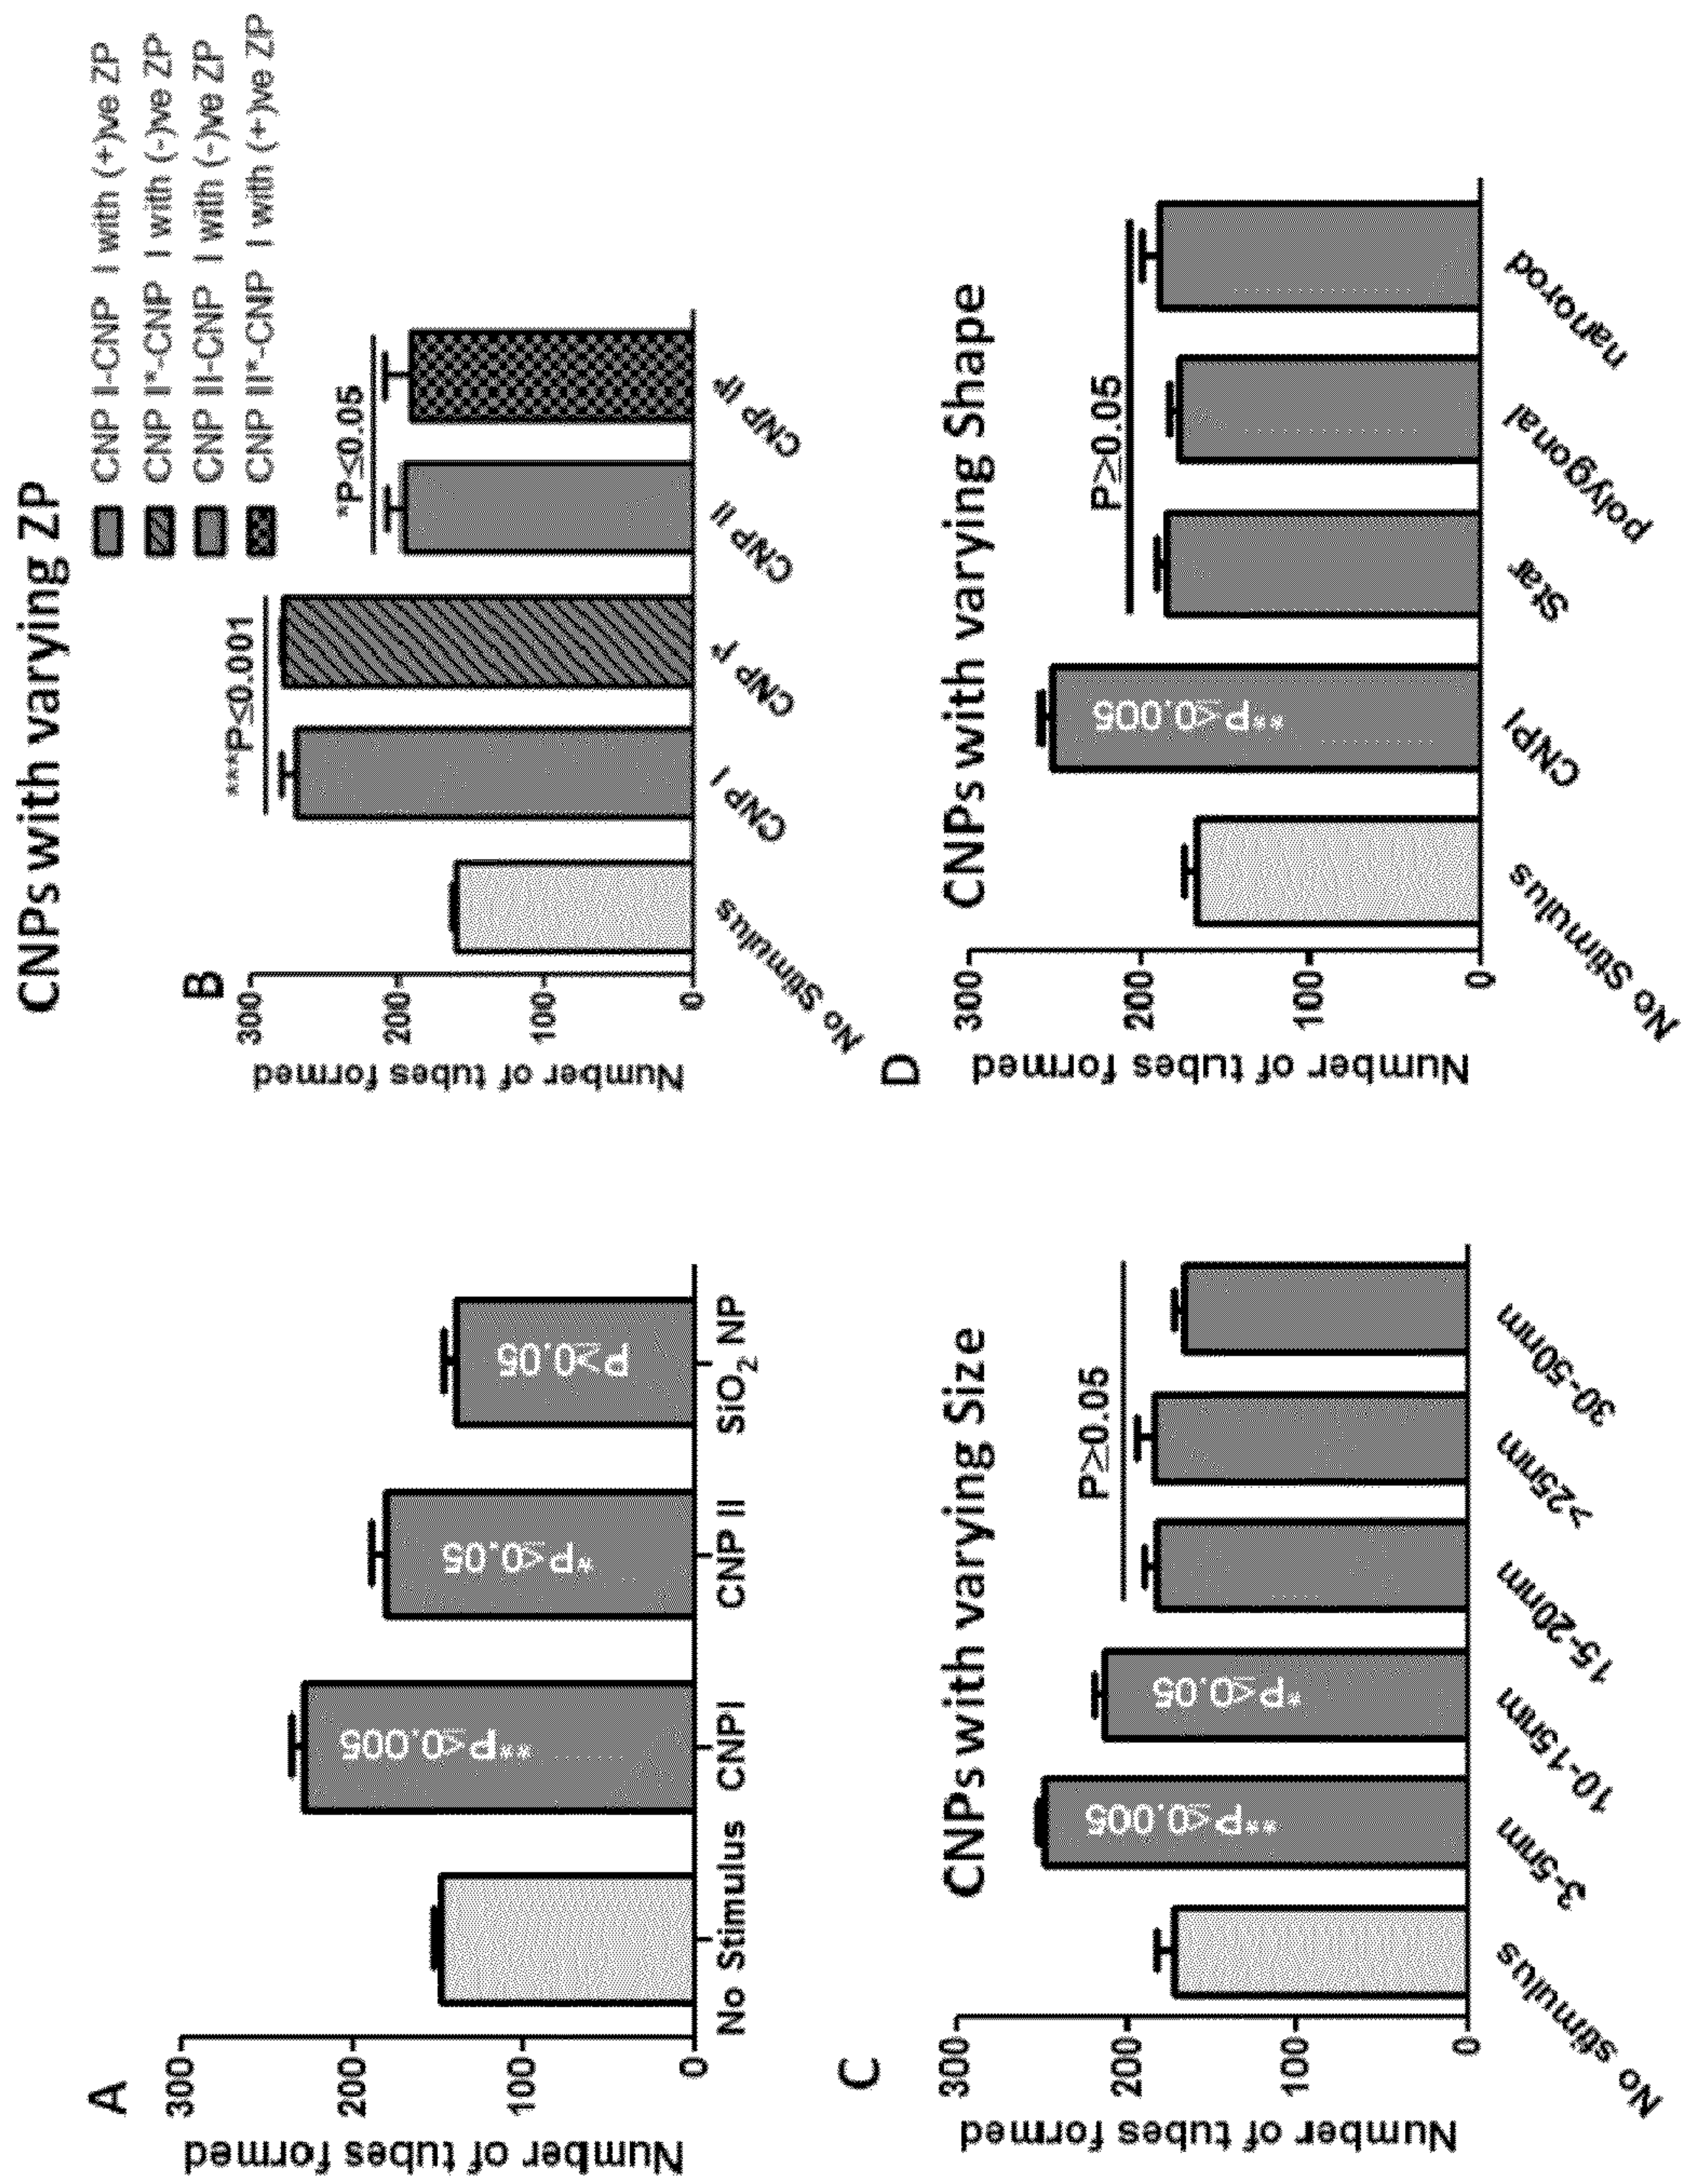 A
Number of tubes formed
300
200
100
0
**P≤0.005
*P≤0.05
P≥0.05
No Stimulus
CNPI
CNP II
SiO2 NP
CNPs with varying ZP
B
CNP I-CNP I with (+)ve ZP
CNP I*-CNP I with (-)ve ZP
CNP II-CNP I with (-)ve ZP
CNP II*-CNP I with (+)ve ZP
Number of tubes formed
300
200
100
0
***P≤0.001
*P≤0.05
No Stimulus
CNP I
CNP I*
CNP II
CNP II*
C
CNPs with varying Size
Number of tubes formed
300
200
100
0
**P≤0.005
*P≤0.05
P≥0.05
No stimulus
3-5nm
10-15nm
15-20nm
>25nm
30-50nm
D
CNPs with varying Shape
Number of tubes formed
300
200
100
0
**P≤0.005
P≥0.05
No Stimulus
CNPI
Star
polygonal
nanorod